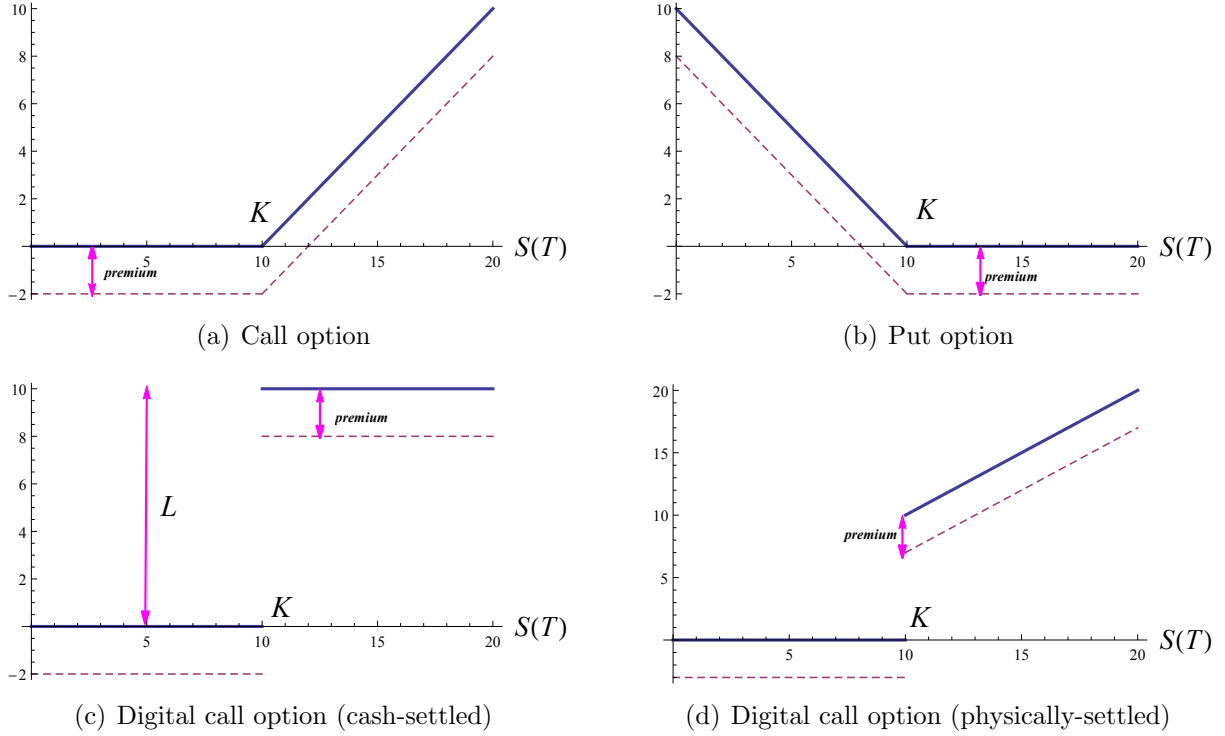 10
8
6
4
2
−2
K
5
10
15
20
S(T)
premium
(a) Call option
10
8
6
4
2
−2
K
5
10
15
20
S(T)
premium
(b) Put option
10
8
6
4
2
−2
premium
L
K
5
10
15
20
S(T)
(c) Digital call option (cash-settled)
20
15
10
5
premium
K
5
10
15
20
S(T)
(d) Digital call option (physically-settled)